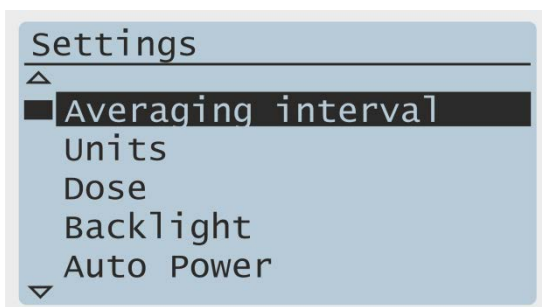 Settings
Averaging interval
Units
Dose
Backlight
Auto Power